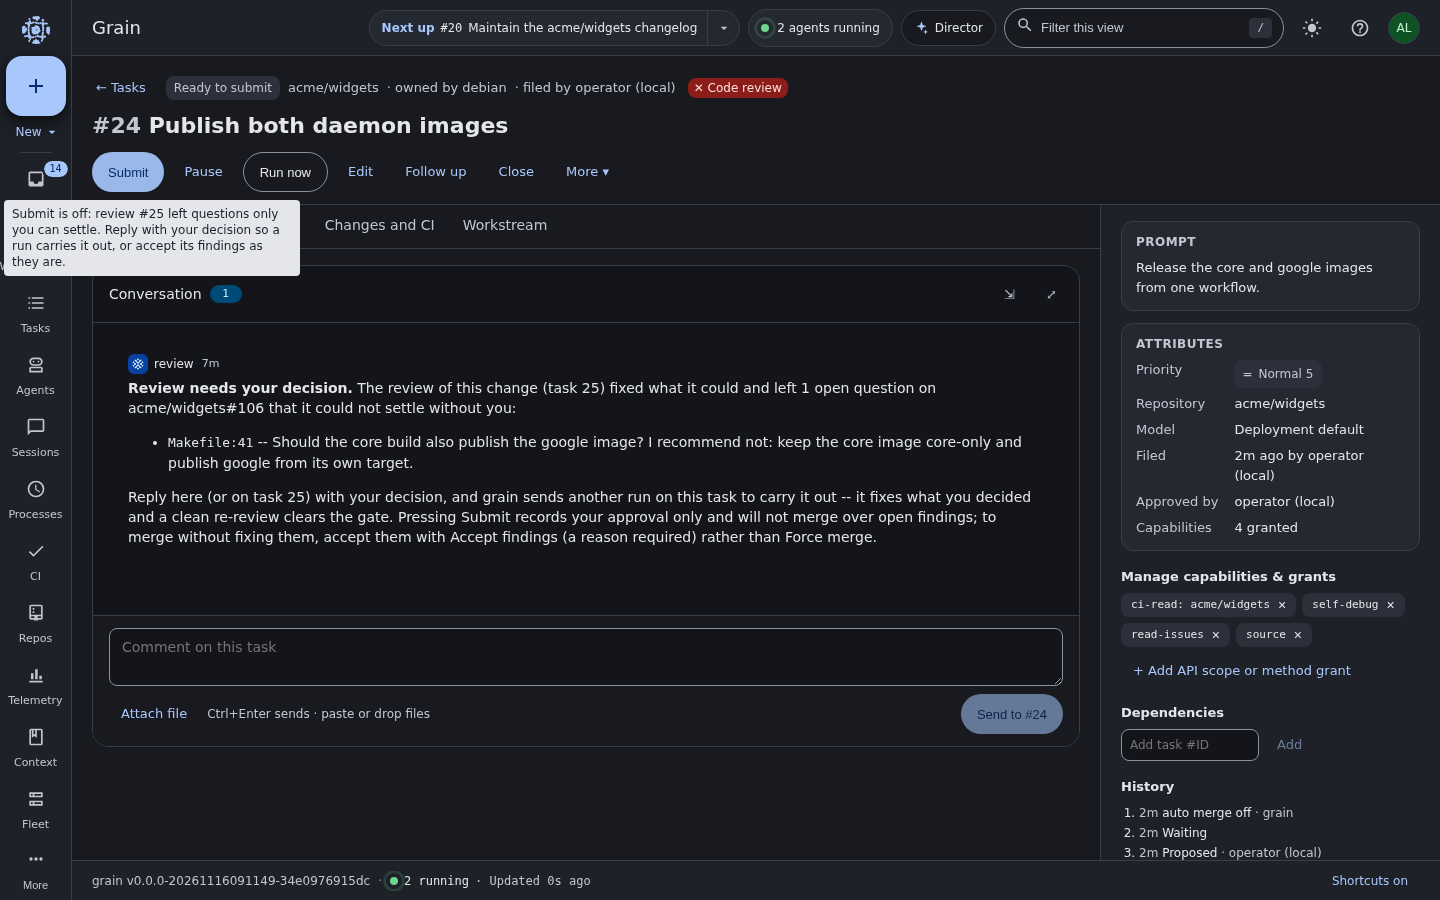 Grain
Next up #20 Maintain the acme/widgets changelog
2 agents running
Director
Filter this view
/
AL
New
14
← Tasks
Ready to submit
acme/widgets · owned by debian · filed by operator (local)
✕ Code review
#24 Publish both daemon images
Submit
Pause
Run now
Edit
Follow up
Close
More ▾
Submit is off: review #25 left questions only
you can settle. Reply with your decision so a
run carries it out, or accept its findings as
they are.
Changes and CI
Workstream
Tasks
Agents
Sessions
Processes
CI
Repos
Telemetry
Context
Fleet
More
Conversation 1
review 7m
Review needs your decision. The review of this change (task 25) fixed what it could and left 1 open question on
acme/widgets#106 that it could not settle without you:
• Makefile:41 -- Should the core build also publish the google image? I recommend not: keep the core image core-only and
publish google from its own target.
Reply here (or on task 25) with your decision, and grain sends another run on this task to carry it out -- it fixes what you decided
and a clean re-review clears the gate. Pressing Submit records your approval only and will not merge over open findings; to
merge without fixing them, accept them with Accept findings (a reason required) rather than Force merge.
Comment on this task
Attach file
Ctrl+Enter sends · paste or drop files
Send to #24
PROMPT
Release the core and google images
from one workflow.
ATTRIBUTES
Priority = Normal 5
Repository acme/widgets
Model Deployment default
Filed 2m ago by operator
(local)
Approved by operator (local)
Capabilities 4 granted
Manage capabilities & grants
ci-read: acme/widgets ×
self-debug ×
read-issues ×
source ×
+ Add API scope or method grant
Dependencies
Add task #ID
Add
History
1. 2m auto merge off · grain
2. 2m Waiting
3. 2m Proposed · operator (local)
grain v0.0.0-20261116091149-34e0976915dc · 2 running · Updated 0s ago
Shortcuts on